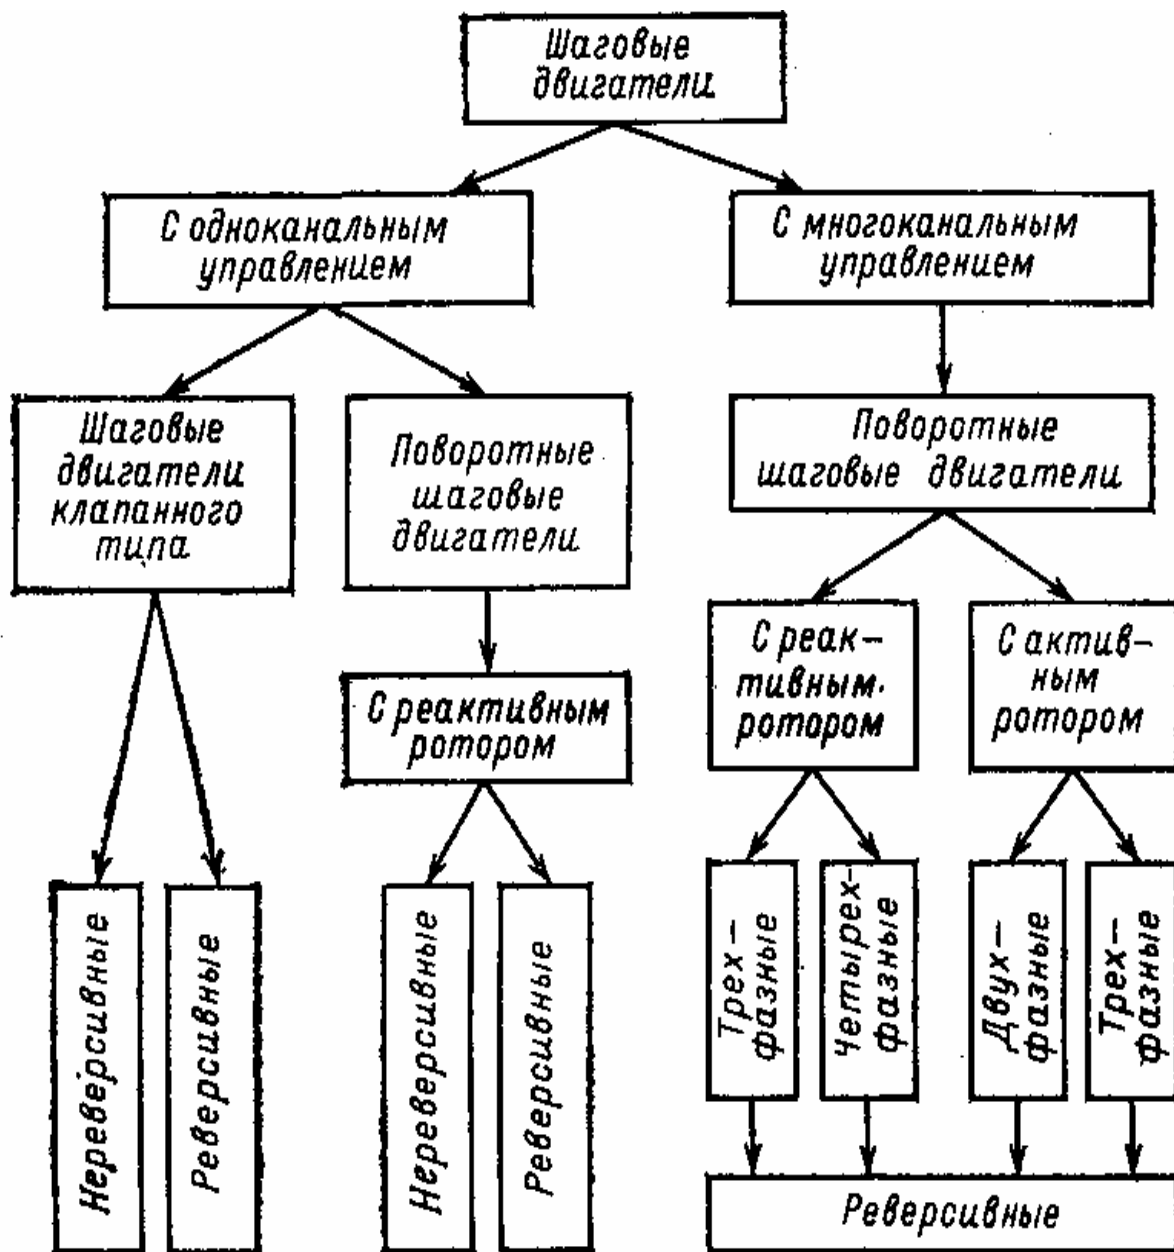 Шаговые
двигатели
С одноканальным
управлением
С многоканальным
управлением
Шаговые
двигатели
клапанного
типа
Поворотные
шаговые
двигатели
Поворотные
шаговые двигатели
С реактивным
ротором
С реак-
тивным
ротором
С актив-
ным
ротором
Нереверсивные
Реверсивные
Нереверсивные
Реверсивные
Трех-
фазные
Четырех-
фазные
Двух-
фазные
Трех-
фазные
Реверсивные